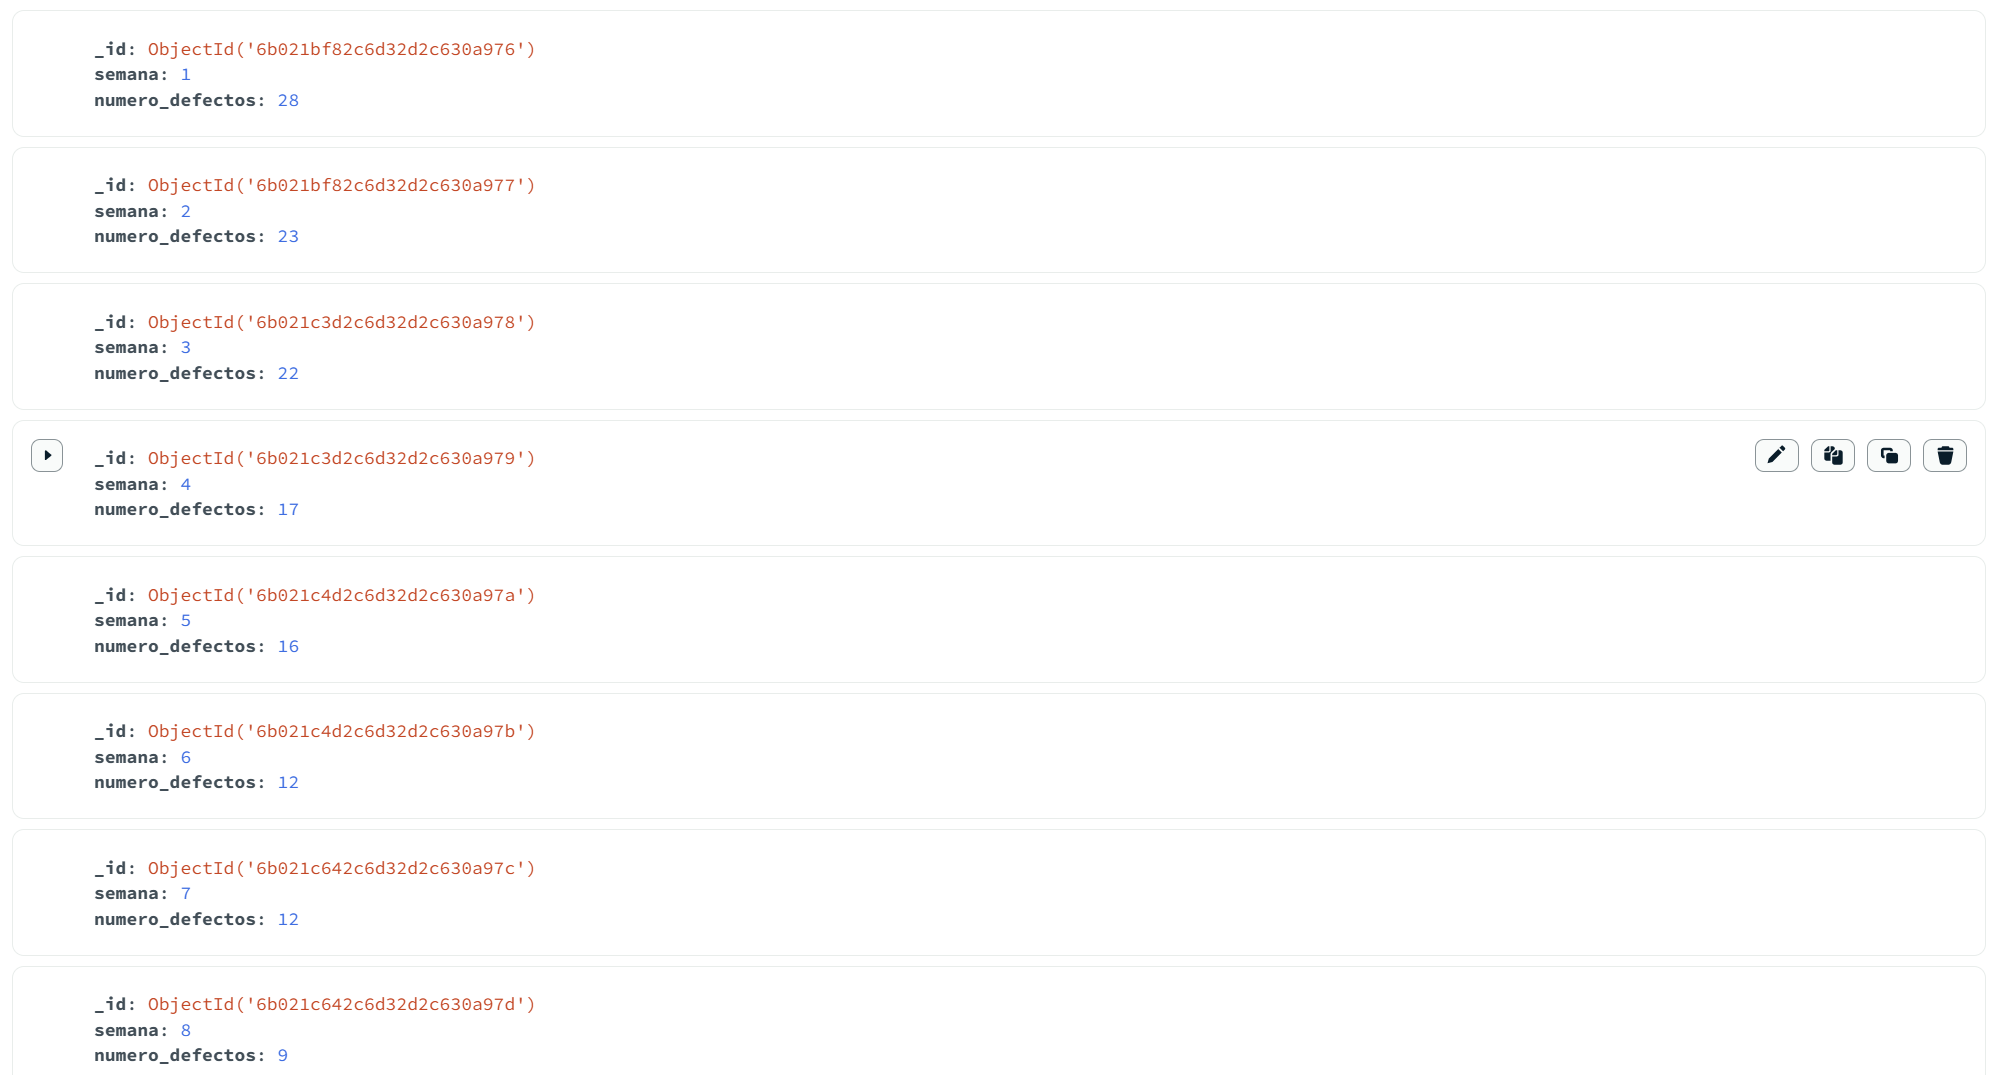 _id: ObjectId('6b021bf82c6d32d2c630a976')
semana: 1
numero_defectos: 28
_id: ObjectId('6b021bf82c6d32d2c630a977')
semana: 2
numero_defectos: 23
_id: ObjectId('6b021c3d2c6d32d2c630a978')
semana: 3
numero_defectos: 22
_id: ObjectId('6b021c3d2c6d32d2c630a979')
semana: 4
numero_defectos: 17
_id: ObjectId('6b021c4d2c6d32d2c630a97a')
semana: 5
numero_defectos: 16
_id: ObjectId('6b021c4d2c6d32d2c630a97b')
semana: 6
numero_defectos: 12
_id: ObjectId('6b021c642c6d32d2c630a97c')
semana: 7
numero_defectos: 12
_id: ObjectId('6b021c642c6d32d2c630a97d')
semana: 8
numero_defectos: 9